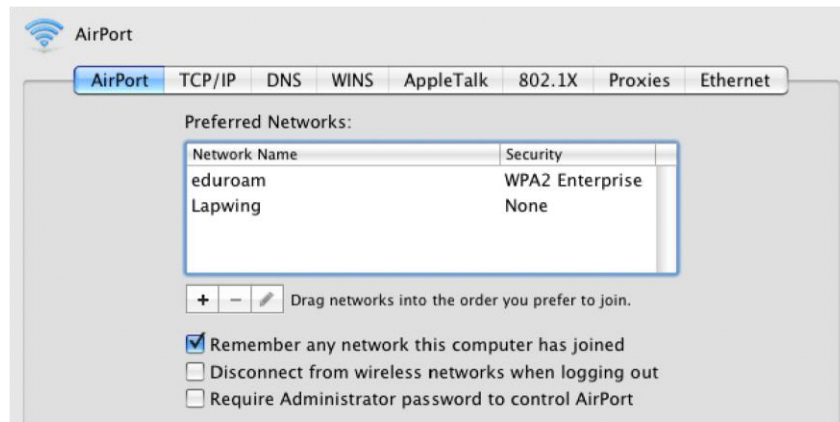 AirPort
AirPort TCP/IP DNS WINS AppleTalk 802.1X Proxies Ethernet
Preferred Networks:
Network Name Security
eduroam WPA2 Enterprise
Lapwing None
+ − Drag networks into the order you prefer to join.
Remember any network this computer has joined
Disconnect from wireless networks when logging out
Require Administrator password to control AirPort